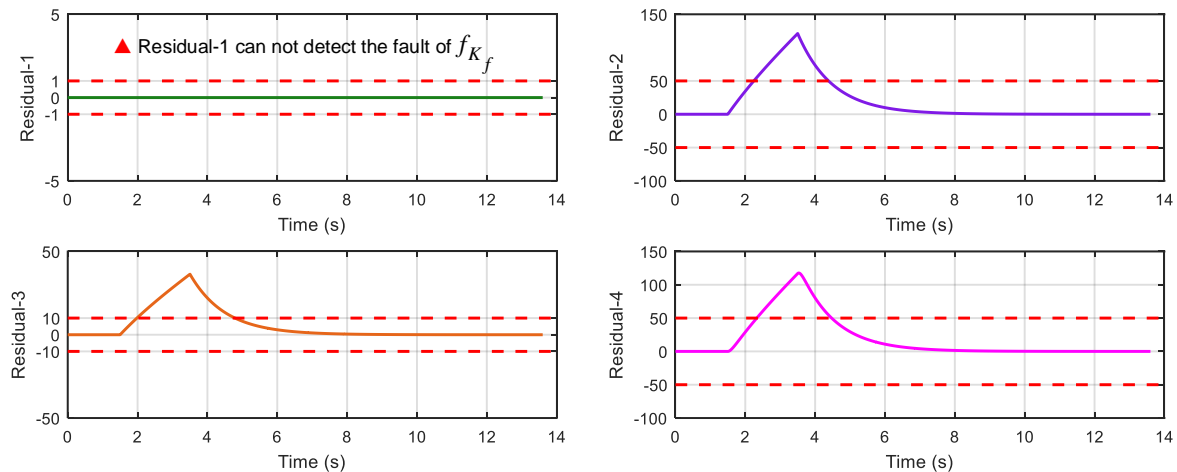 5
1
0
-1
-5
Residual-1
▲ Residual-1 can not detect the fault of f_{K_f}
0 2 4 6 8 10 12 14
Time (s)
150
50
0
-50
-100
Residual-2
0 2 4 6 8 10 12 14
Time (s)
50
10
0
-10
-50
Residual-3
0 2 4 6 8 10 12 14
Time (s)
150
100
50
0
-50
-100
Residual-4
0 2 4 6 8 10 12 14
Time (s)